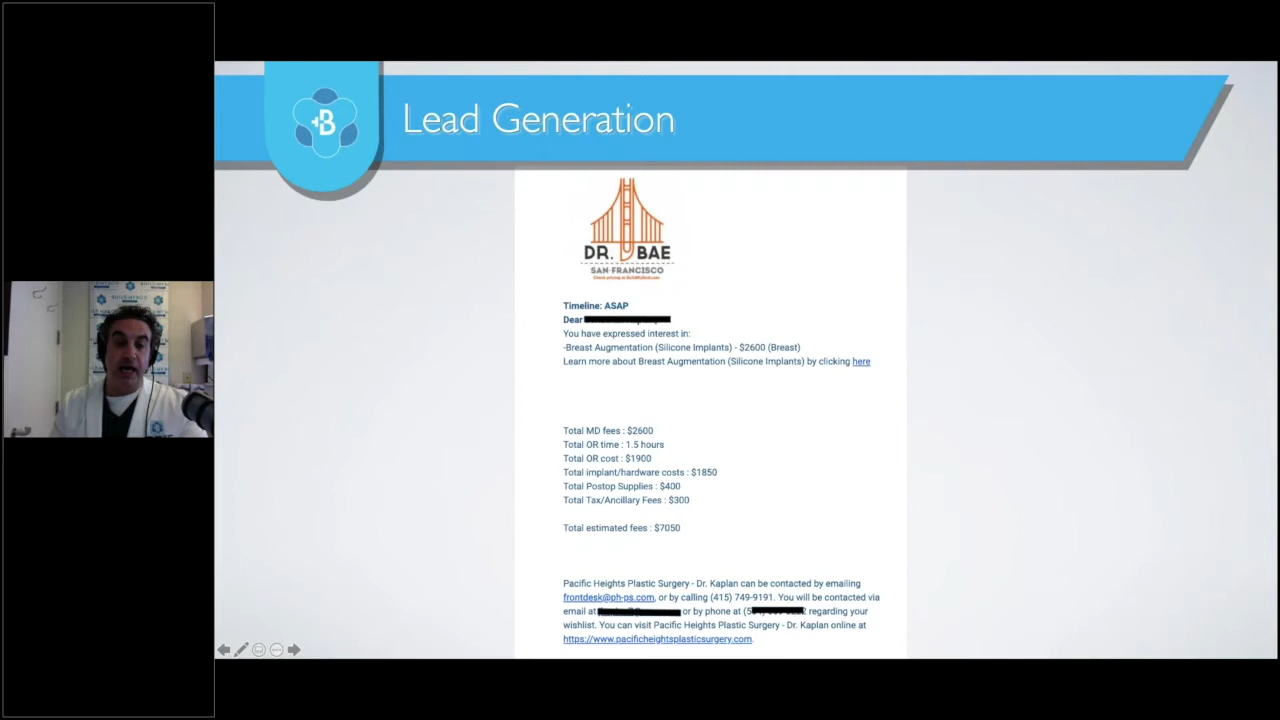 +B
Lead Generation
DR. BAE
SAN FRANCISCO
Check pricing at BuildMyBod.com
Timeline: ASAP
Dear
You have expressed interest in:
-Breast Augmentation (Silicone Implants) - $2600 (Breast)
Learn more about Breast Augmentation (Silicone Implants) by clicking here
Total MD fees : $2600
Total OR time : 1.5 hours
Total OR cost : $1900
Total implant/hardware costs : $1850
Total Postop Supplies : $400
Total Tax/Ancillary Fees : $300
Total estimated fees : $7050
Pacific Heights Plastic Surgery - Dr. Kaplan can be contacted by emailing
frontdesk@ph-ps.com, or by calling (415) 749-9191. You will be contacted via
email at or by phone at regarding your
wishlist. You can visit Pacific Heights Plastic Surgery - Dr. Kaplan online at
https://www.pacificheightsplasticsurgery.com.